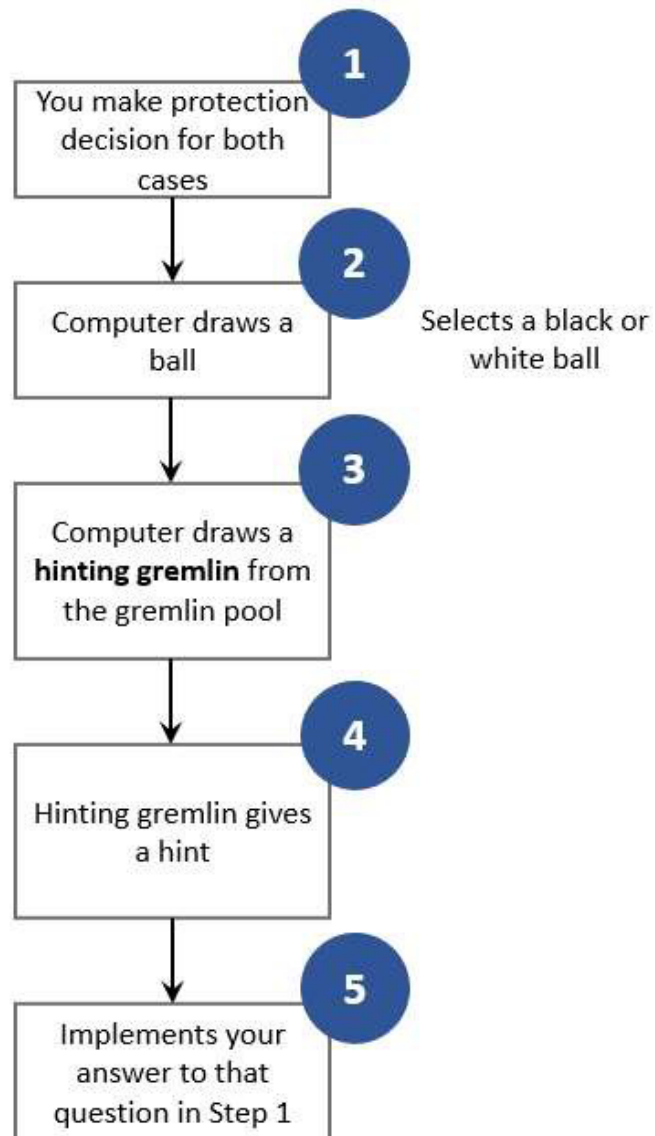 1
You make protection
decision for both
cases
2
Computer draws a
ball
Selects a black or
white ball
3
Computer draws a
hinting gremlin from
the gremlin pool
4
Hinting gremlin gives
a hint
5
Implements your
answer to that
question in Step 1